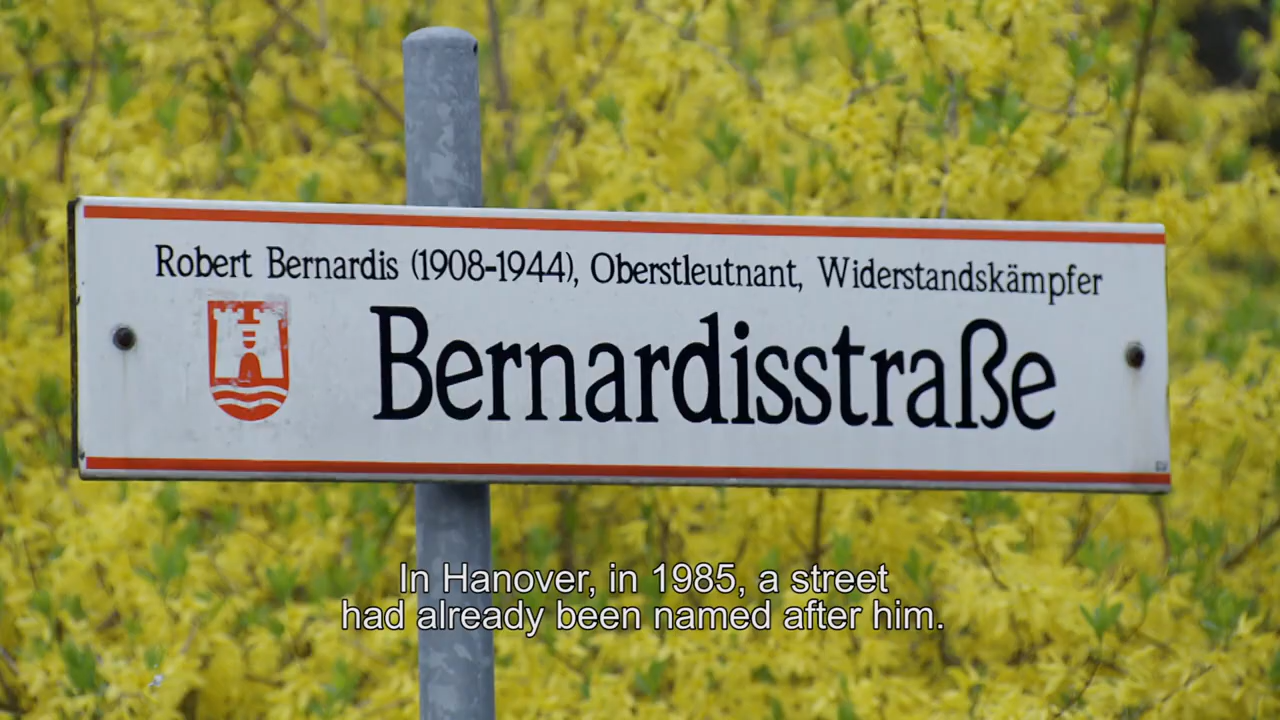 Robert Bernardis (1908-1944), Oberstleutnant, Widerstandskämpfer
Bernardisstraße
In Hanover, in 1985, a street
had already been named after him.